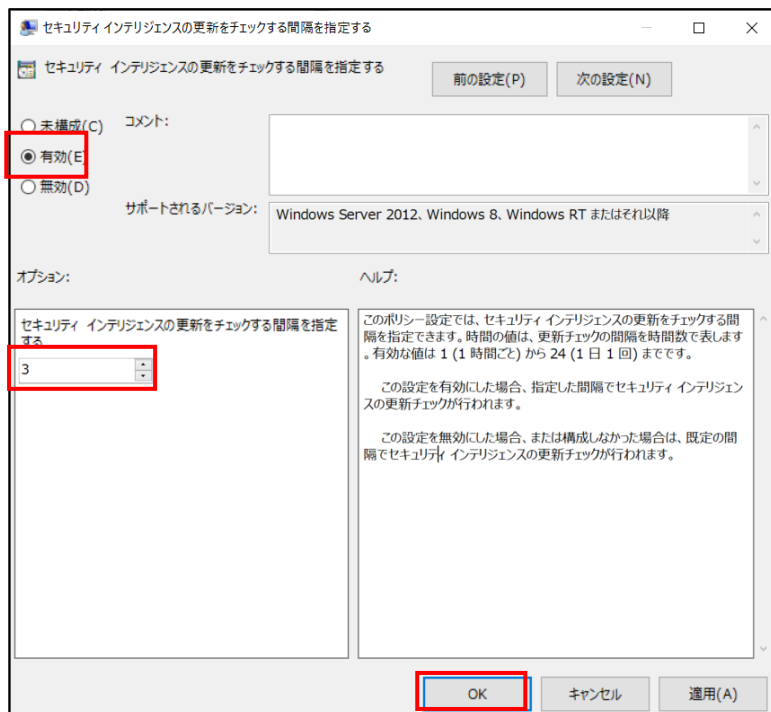 セキュリティ インテリジェンスの更新をチェックする間隔を指定する
セキュリティ インテリジェンスの更新をチェックする間隔を指定する
前の設定(P)
次の設定(N)
未構成(C)
コメント:
有効(E)
無効(D)
サポートされるバージョン:
Windows Server 2012、Windows 8、Windows RT またはそれ以降
オプション:
ヘルプ:
セキュリティ インテリジェンスの更新をチェックする間隔を指定
する
3
このポリシー設定では、セキュリティ インテリジェンスの更新をチェックする間
隔を指定できます。時間の値は、更新チェックの間隔を時間数で表します
。有効な値は 1 (1 時間ごと) から 24 (1 日 1 回) までです。
この設定を有効にした場合、指定した間隔でセキュリティ インテリジェン
スの更新チェックが行われます。
この設定を無効にした場合、または構成しなかった場合は、既定の間
隔でセキュリティ インテリジェンスの更新チェックが行われます。
OK
キャンセル
適用(A)